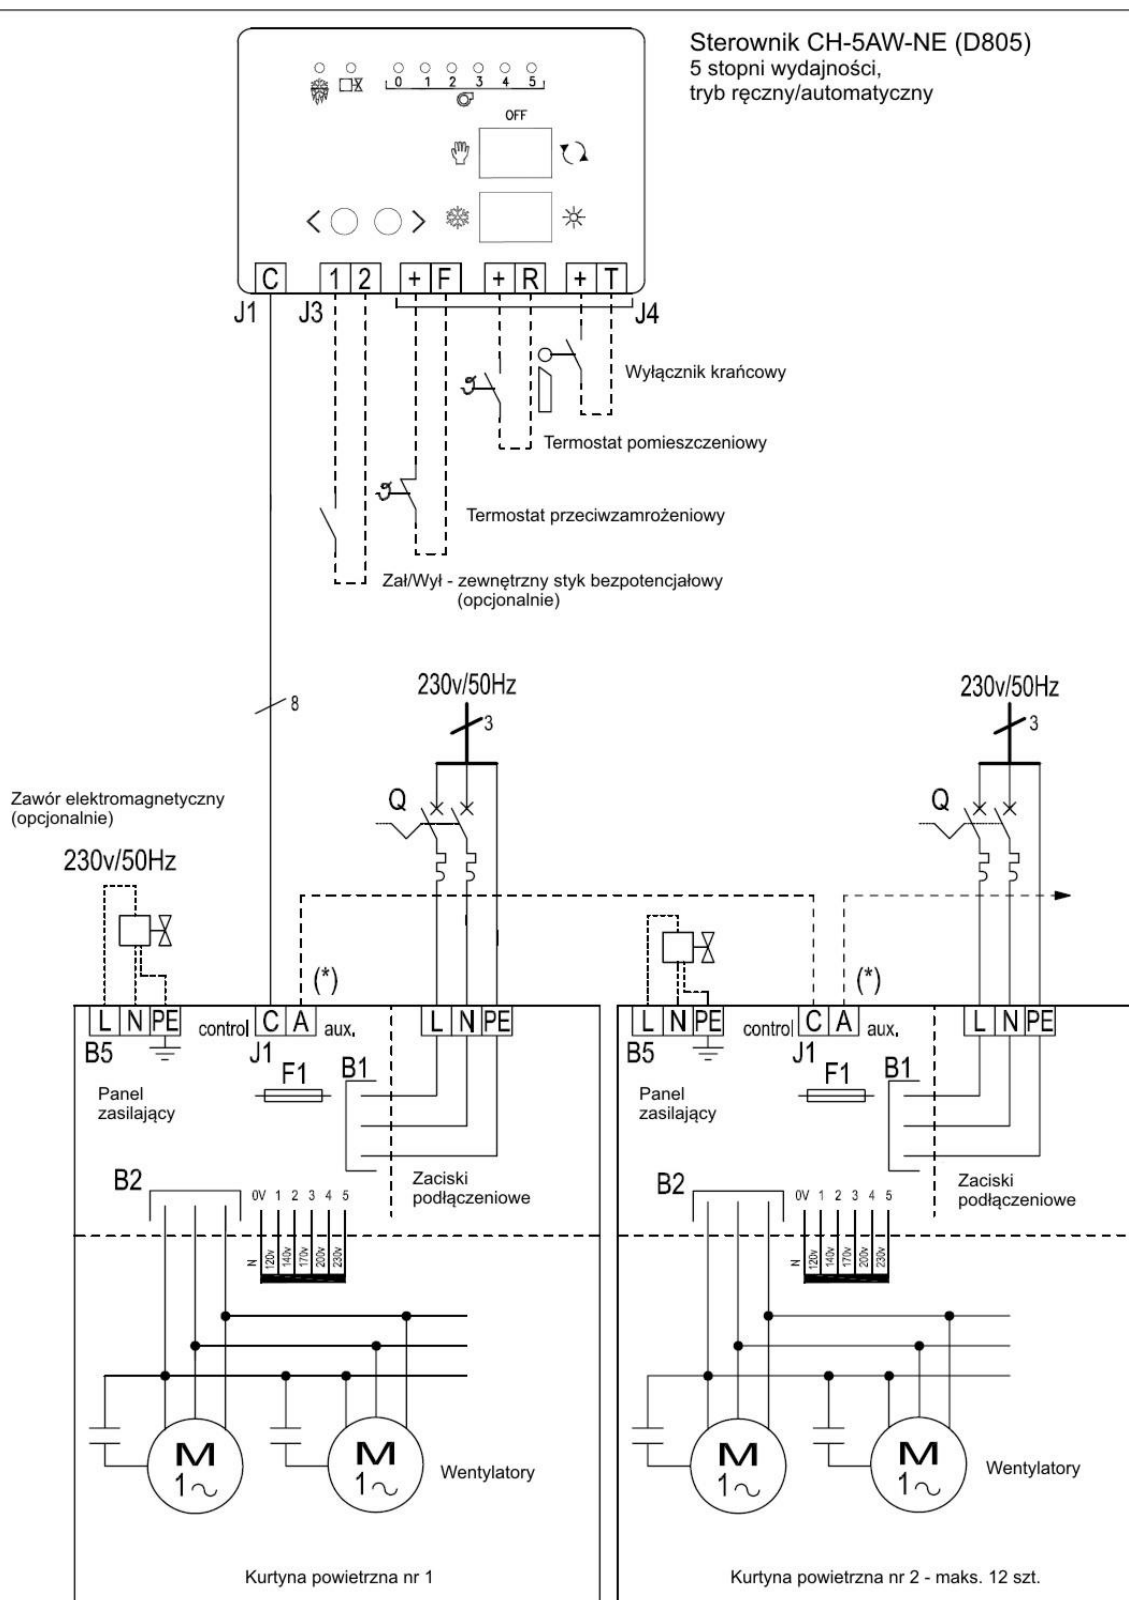 Sterownik CH-5AW-NE (D805)
5 stopni wydajności,
tryb ręczny/automatyczny
0 1 2 3 4 5
OFF
< >
C 1 2 + F + R + T
J1 J3 J4
Wyłącznik krańcowy
Termostat pomieszczeniowy
Termostat przeciwzamrożeniowy
Zał/Wył - zewnętrzny styk bezpotencjałowy
(opcjonalnie)
8
230v/50Hz
3
Q
230v/50Hz
3
Q
Zawór elektromagnetyczny
(opcjonalnie)
230v/50Hz
(*)
L N PE control C A aux. L N PE
B5 J1
F1 B1
Panel
zasilający
Zaciski
podłączeniowe
B2
0V 1 2 3 4 5
N 120v 140v 170v 200v 230v
M
1~
M
1~
Wentylatory
Kurtyna powietrzna nr 1
(*)
L N PE control C A aux. L N PE
B5 J1
F1 B1
Panel
zasilający
Zaciski
podłączeniowe
B2
0V 1 2 3 4 5
N 120v 140v 170v 200v 230v
M
1~
M
1~
Wentylatory
Kurtyna powietrzna nr 2 - maks. 12 szt.